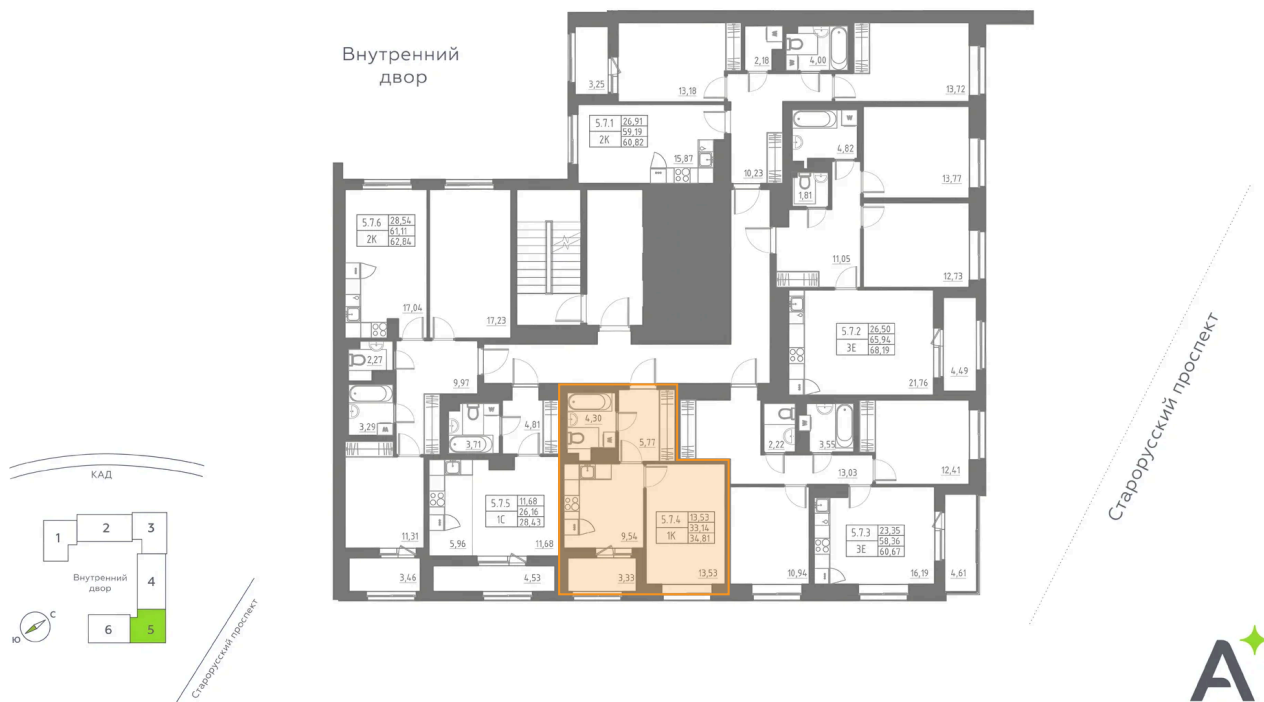 Внутренний
двор
3,25
13,18
2,18
w
4,00
w
13,72
5.7.1 26,91
2К 59,19
60,82
15,87
10,23
w
4,82
1,81
13,77
11,05
12,73
5.7.6 28,54
2К 61,11
62,84
17,04
17,23
5.7.2 26,50
3Е 65,94
68,19
21,76
4,49
2,27
9,97
3,29
w
3,71
w
4,81
4,30
w
5,77
2,22
w
3,55
13,03
12,41
11,31
5.7.5 11,68
1С 26,16
28,43
5,96
11,68
9,54
5.7.4 13,53
1К 33,14
34,81
13,53
10,94
5.7.3 23,35
3Е 58,36
60,67
16,19
4,61
3,46
4,53
3,33
Старорусский проспект
КАД
1
2
3
4
5
6
Внутренний
двор
С
Ю
Старорусский проспект
A